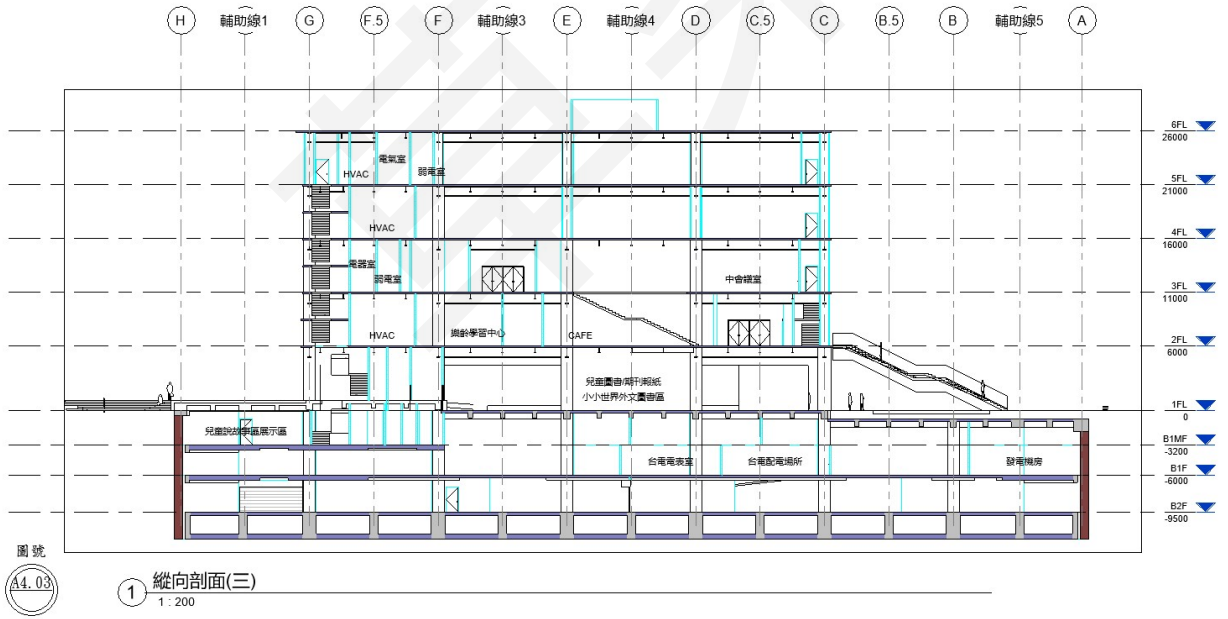 H 輔助線1 G F.5 F 輔助線3 E 輔助線4 D C.5 C B.5 B 輔助線5 A
6FL
26000
電氣室
HVAC
弱電室
5FL
21000
HVAC
4FL
16000
電器室
弱電室
中會議室
3FL
11000
HVAC
樂齡學習中心
CAFE
2FL
6000
兒童圖書/期刊報紙
小小世界外文圖書區
1FL
0
兒童說故事區展示區
B1MF
-3200
台電電表室
台電配電場所
發電機房
B1F
-6000
B2F
-9500
圖號
A4.03
1 縱向剖面(三)
1 : 200